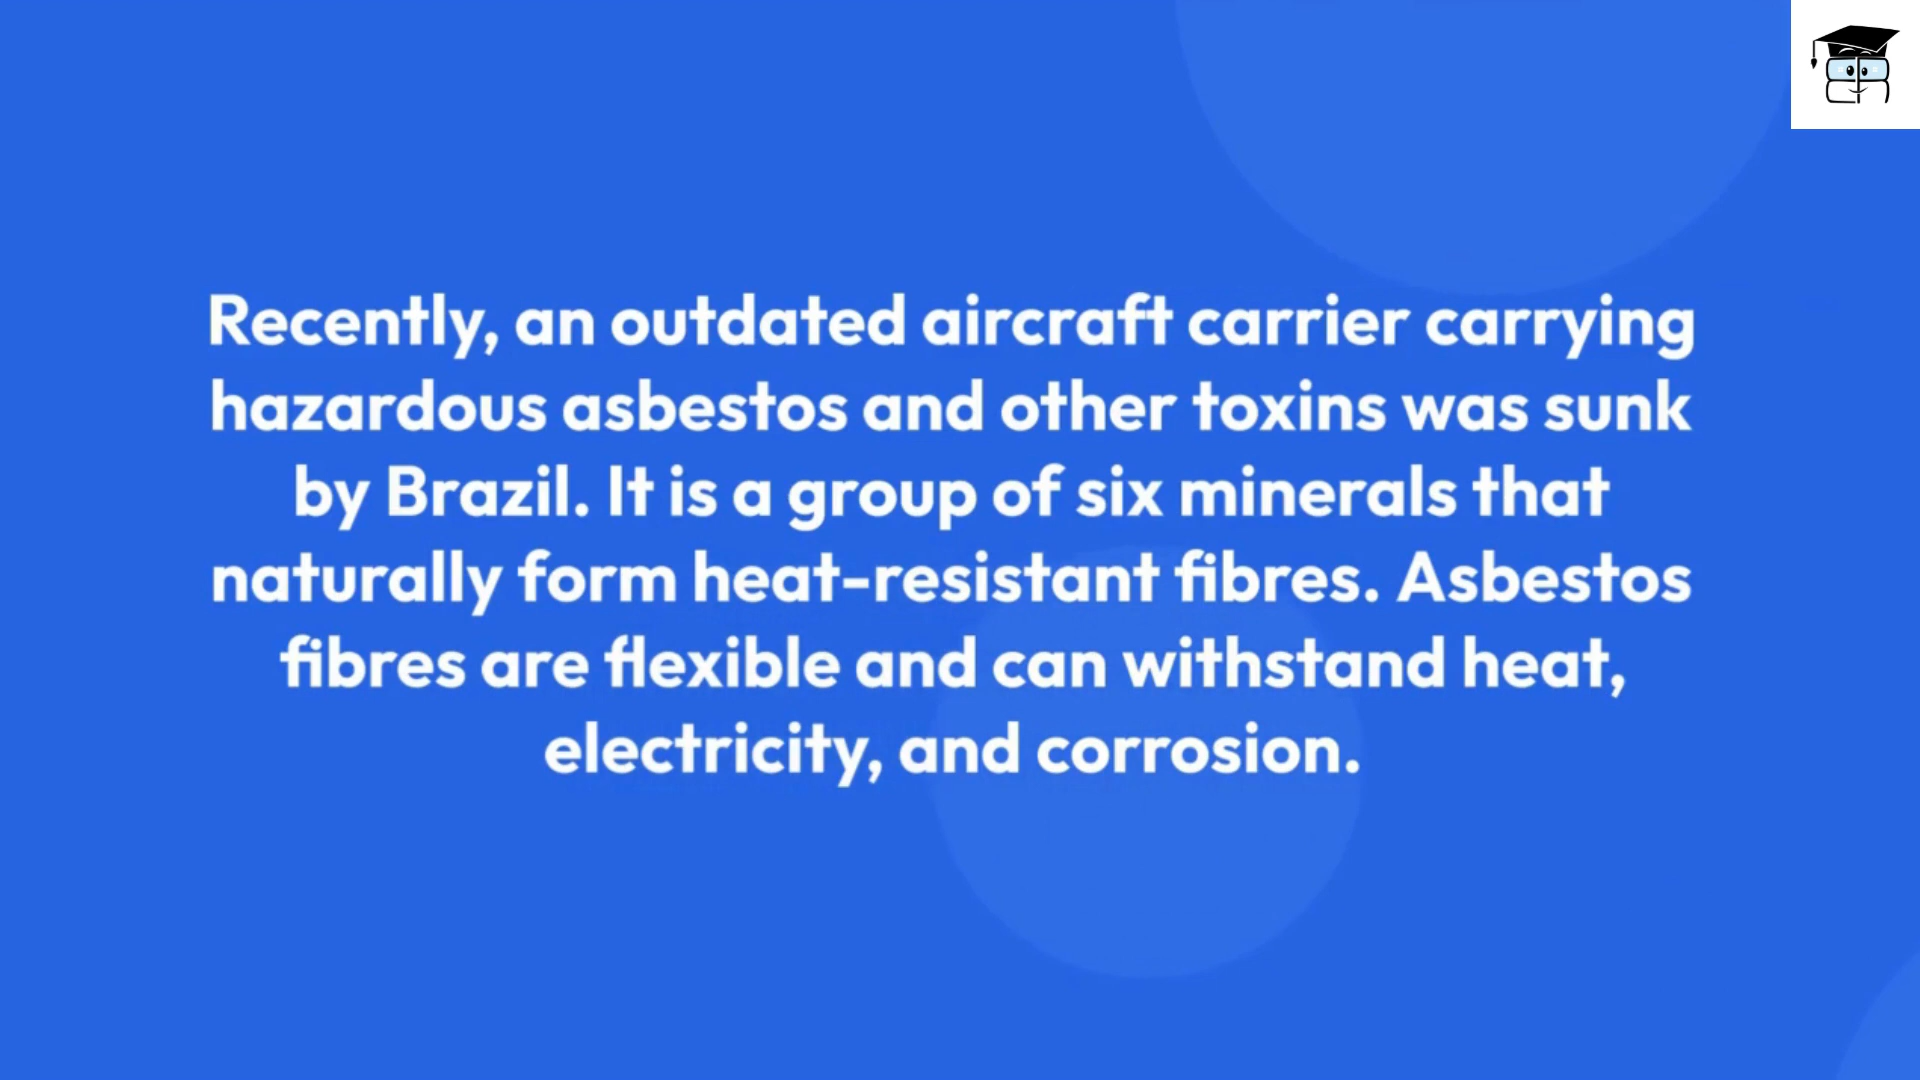 Recently, an outdated aircraft carrier carrying
hazardous asbestos and other toxins was sunk
by Brazil. It is a group of six minerals that
naturally form heat-resistant fibres. Asbestos
fibres are flexible and can withstand heat,
electricity, and corrosion.